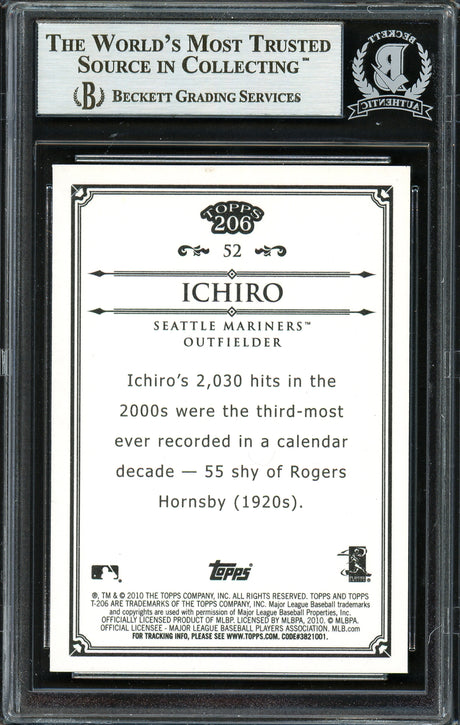 THE WORLD'S MOST TRUSTED
SOURCE IN COLLECTING™
B BECKETT GRADING SERVICES
BECKETT
AUTHENTIC
TOPPS
206
52
ICHIRO
SEATTLE MARINERS™
OUTFIELDER
Ichiro's 2,030 hits in the
2000s were the third-most
ever recorded in a calendar
decade — 55 shy of Rogers
Hornsby (1920s).
Topps
®, TM & © 2010 THE TOPPS COMPANY, INC. ALL RIGHTS RESERVED. TOPPS AND TOPPS
T-206 ARE TRADEMARKS OF THE TOPPS COMPANY, INC. Major League Baseball trademarks
and copyrights are used with permission of Major League Baseball Properties, Inc.
OFFICIALLY LICENSED PRODUCT OF MLBP. LICENSED BY MLBPA, 2010. © MLBPA.
OFFICIAL LICENSEE - MAJOR LEAGUE BASEBALL PLAYERS ASSOCIATION. MLB.com
FOR TRACKING INFO, PLEASE SEE WWW.TOPPS.COM. CODE#3821001.